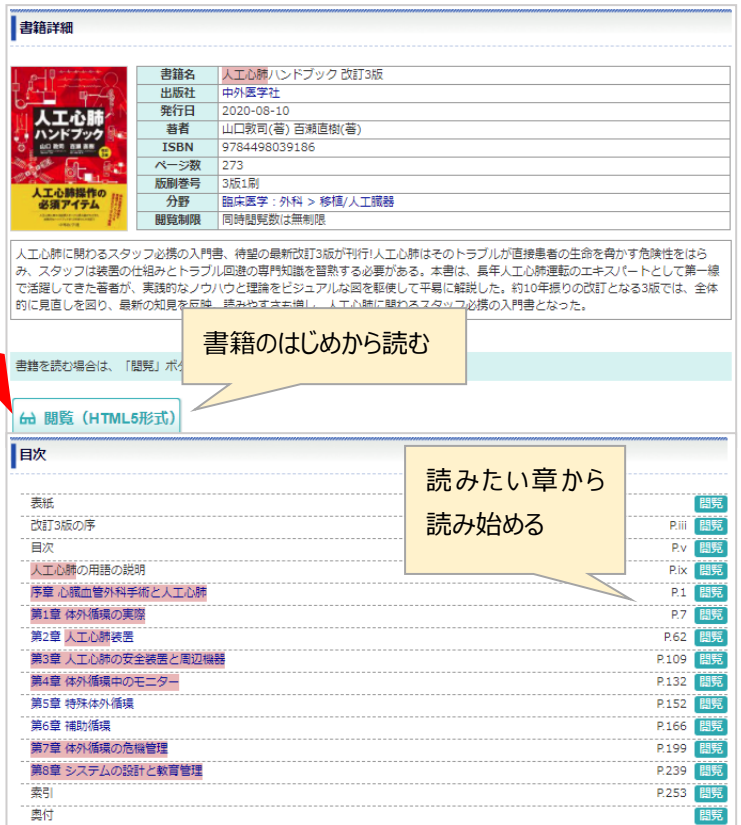 書籍詳細
人工心肺
ハンドブック
山口敦司 百瀬直樹
人工心肺操作の
必須アイテム
書籍名 人工心肺ハンドブック 改訂3版
出版社 中外医学社
発行日 2020-08-10
著者 山口敦司(著) 百瀬直樹(著)
ISBN 9784498039186
ページ数 273
版刷巻号 3版1刷
分野 臨床医学:外科 > 移植/人工臓器
閲覧制限 同時閲覧数は無制限
人工心肺に関わるスタッフ必携の入門書、待望の最新改訂3版が刊行!人工心肺はそのトラブルが直接患者の生命を脅かす危険性をはら
み、スタッフは装置の仕組みとトラブル回避の専門知識を習熟する必要がある。本書は、長年人工心肺運転のエキスパートとして第一線
で活躍してきた著者が、実践的なノウハウと理論をビジュアルな図を駆使して平易に解説した。約10年振りの改訂となる3版では、全体
的に見直しを図り、最新の知見を反映、読みやすさも増し、人工心肺に関わるスタッフ必携の入門書となった。
書籍のはじめから読む
書籍を読む場合は、「閲覧」ボ
閲覧(HTML5形式)
目次
読みたい章から
読み始める
表紙 閲覧
改訂3版の序 P.iii 閲覧
目次 P.v 閲覧
人工心肺の用語の説明 P.ix 閲覧
序章 心臓血管外科手術と人工心肺 P.1 閲覧
第1章 体外循環の実際 P.7 閲覧
第2章 人工心肺装置 P.62 閲覧
第3章 人工心肺の安全装置と周辺機器 P.109 閲覧
第4章 体外循環中のモニター P.132 閲覧
第5章 特殊体外循環 P.152 閲覧
第6章 補助循環 P.166 閲覧
第7章 体外循環の危機管理 P.199 閲覧
第8章 システムの設計と教育管理 P.239 閲覧
索引 P.253 閲覧
奥付 閲覧